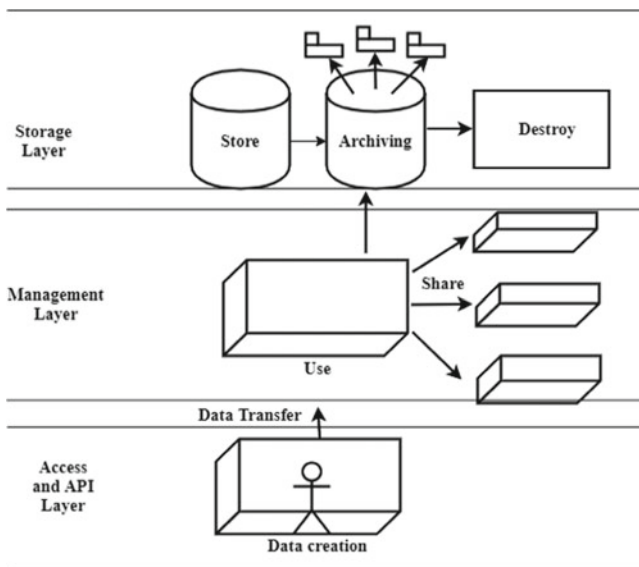 Storage
Layer
Store
Archiving
Destroy
Management
Layer
Share
Use
Data Transfer
Access
and API
Layer
Data creation